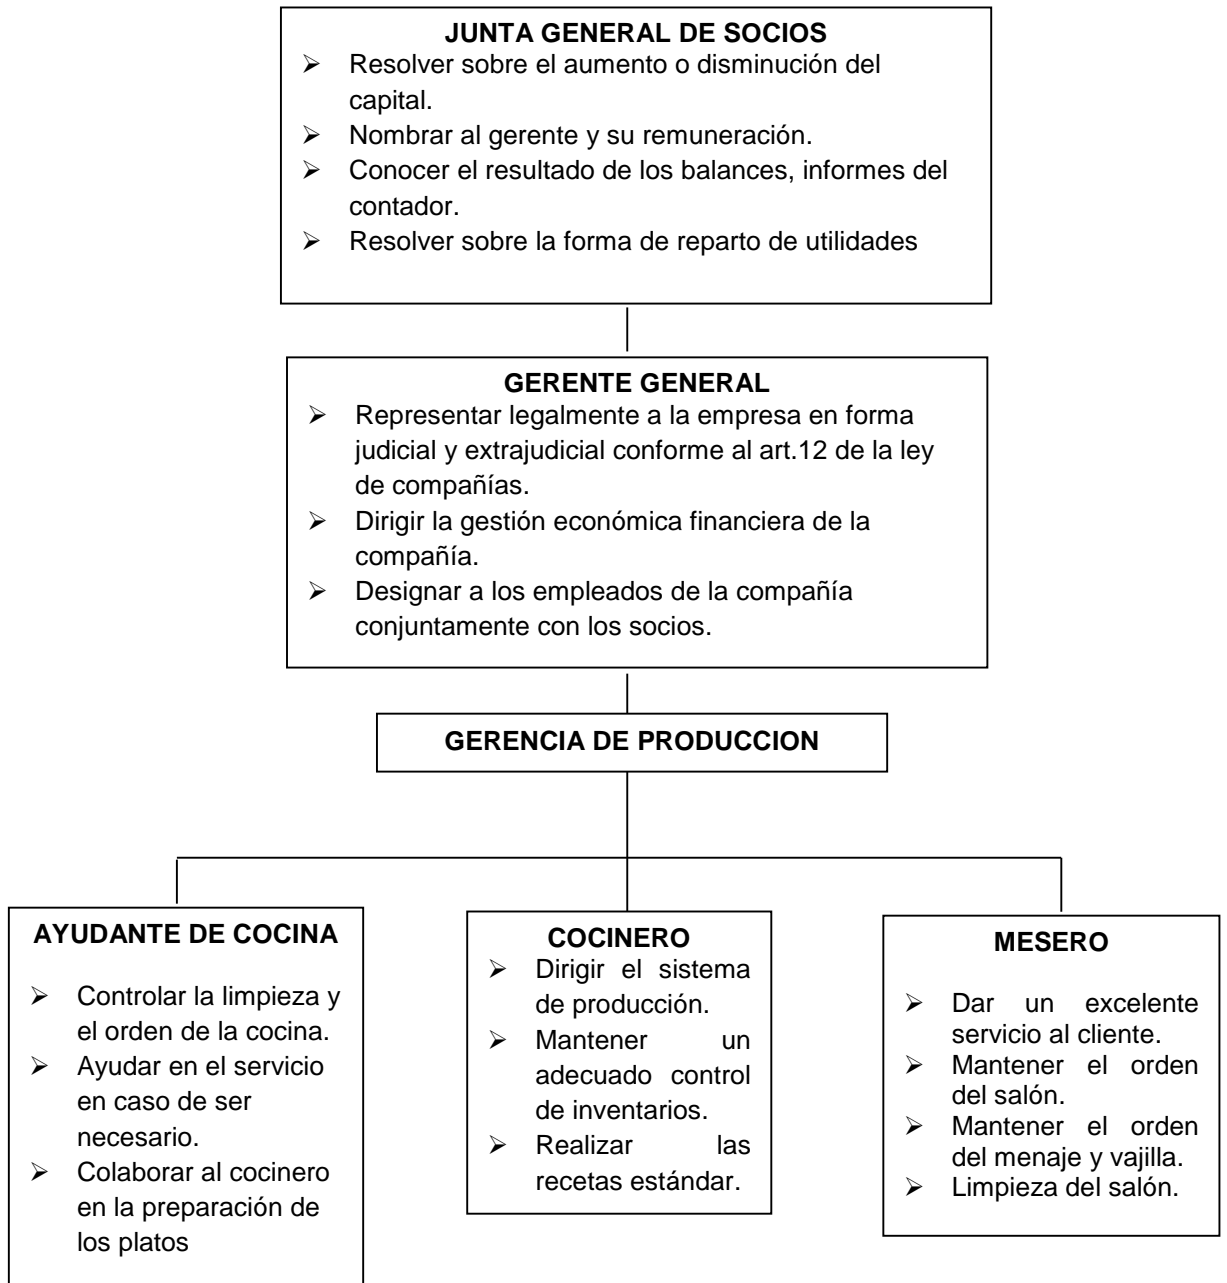 JUNTA GENERAL DE SOCIOS
➢ Resolver sobre el aumento o disminución del
capital.
➢ Nombrar al gerente y su remuneración.
➢ Conocer el resultado de los balances, informes del
contador.
➢ Resolver sobre la forma de reparto de utilidades
GERENTE GENERAL
➢ Representar legalmente a la empresa en forma
judicial y extrajudicial conforme al art.12 de la ley
de compañías.
➢ Dirigir la gestión económica financiera de la
compañía.
➢ Designar a los empleados de la compañía
conjuntamente con los socios.
GERENCIA DE PRODUCCION
AYUDANTE DE COCINA
➢ Controlar la limpieza y
el orden de la cocina.
➢ Ayudar en el servicio
en caso de ser
necesario.
➢ Colaborar al cocinero
en la preparación de
los platos
COCINERO
➢ Dirigir el sistema
de producción.
➢ Mantener un
adecuado control
de inventarios.
➢ Realizar las
recetas estándar.
MESERO
➢ Dar un excelente
servicio al cliente.
➢ Mantener el orden
del salón.
➢ Mantener el orden
del menaje y vajilla.
➢ Limpieza del salón.